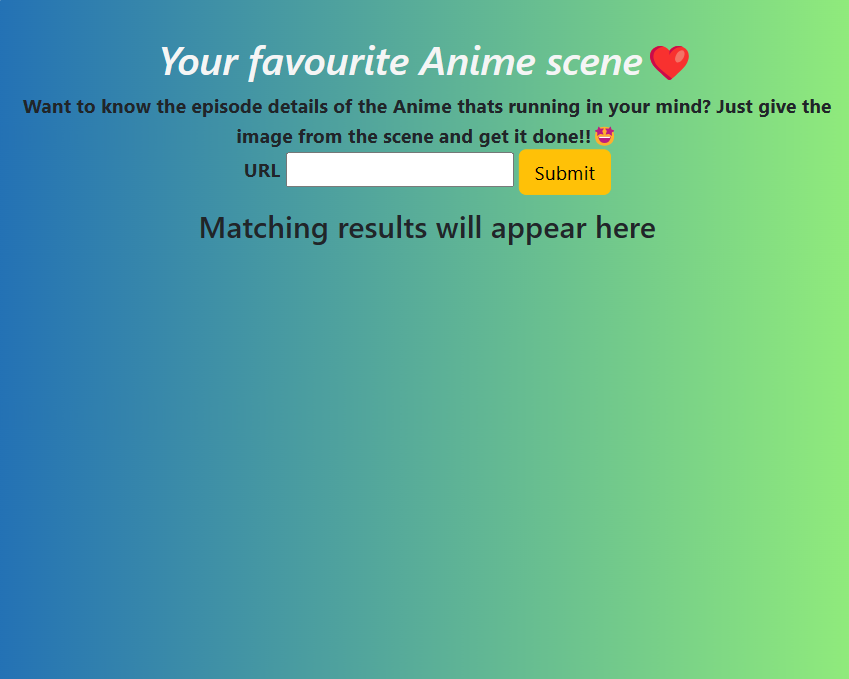 Your favourite Anime scene❤️
Want to know the episode details of the Anime thats running in your mind? Just give the
image from the scene and get it done!!🤩
URL Submit
Matching results will appear here